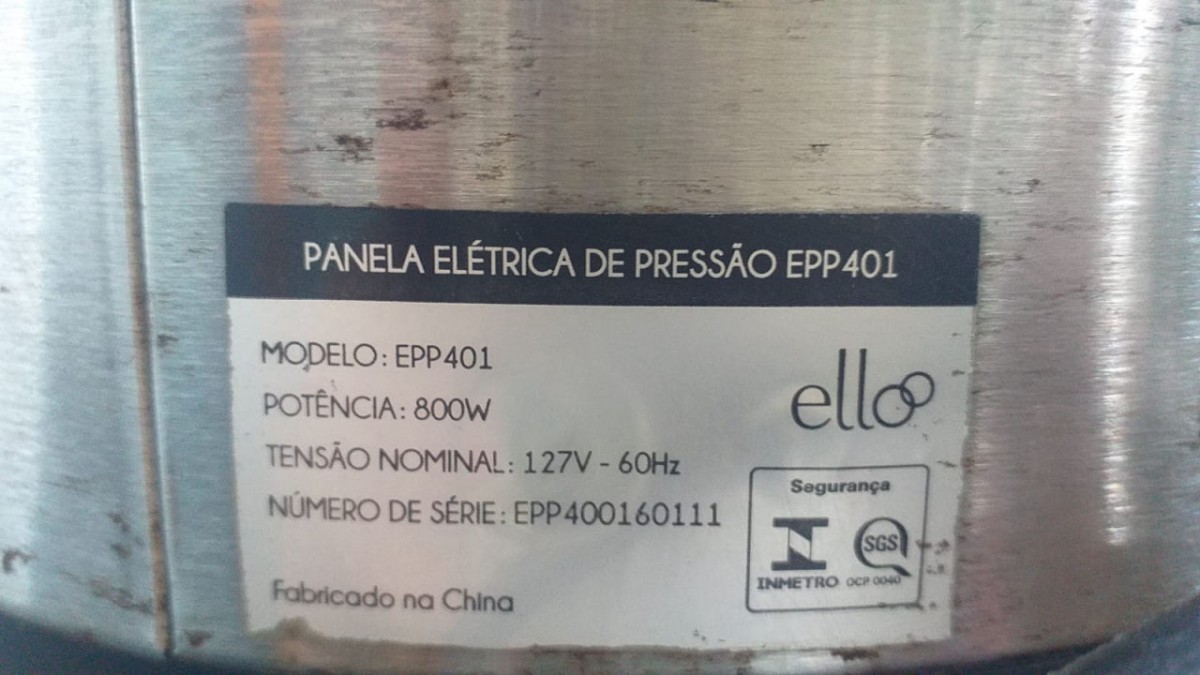 PANELA ELÉTRICA DE PRESSÃO EPP401
MODELO: EPP401
POTÊNCIA: 800W
TENSÃO NOMINAL: 127V - 60Hz
NÚMERO DE SÉRIE: EPP400160111
Fabricado na China
ello
Segurança
SGS
INMETRO OCP 0040